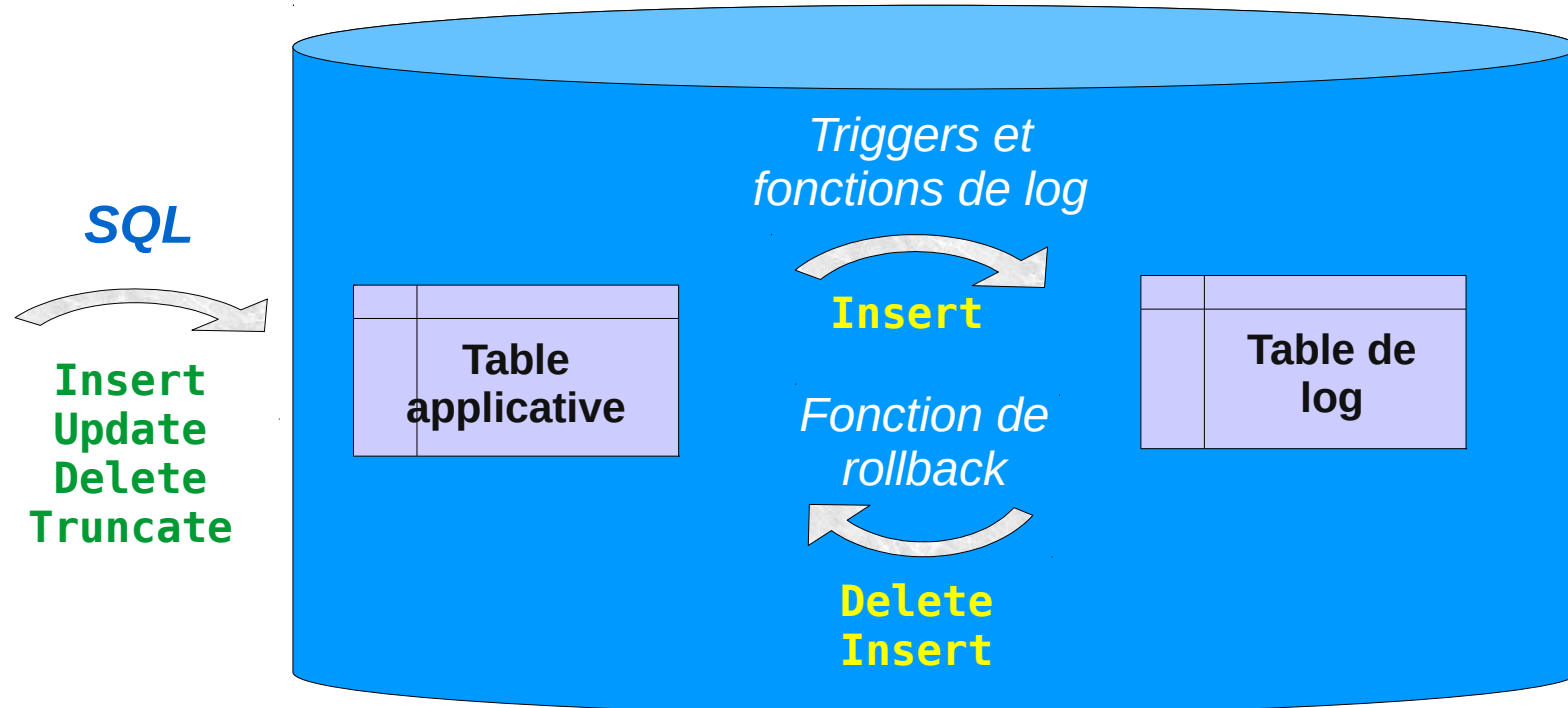 SQL
Insert
Update
Delete
Truncate
Table
applicative
Triggers et
fonctions de log
Insert
Fonction de
rollback
Delete
Insert
Table de
log